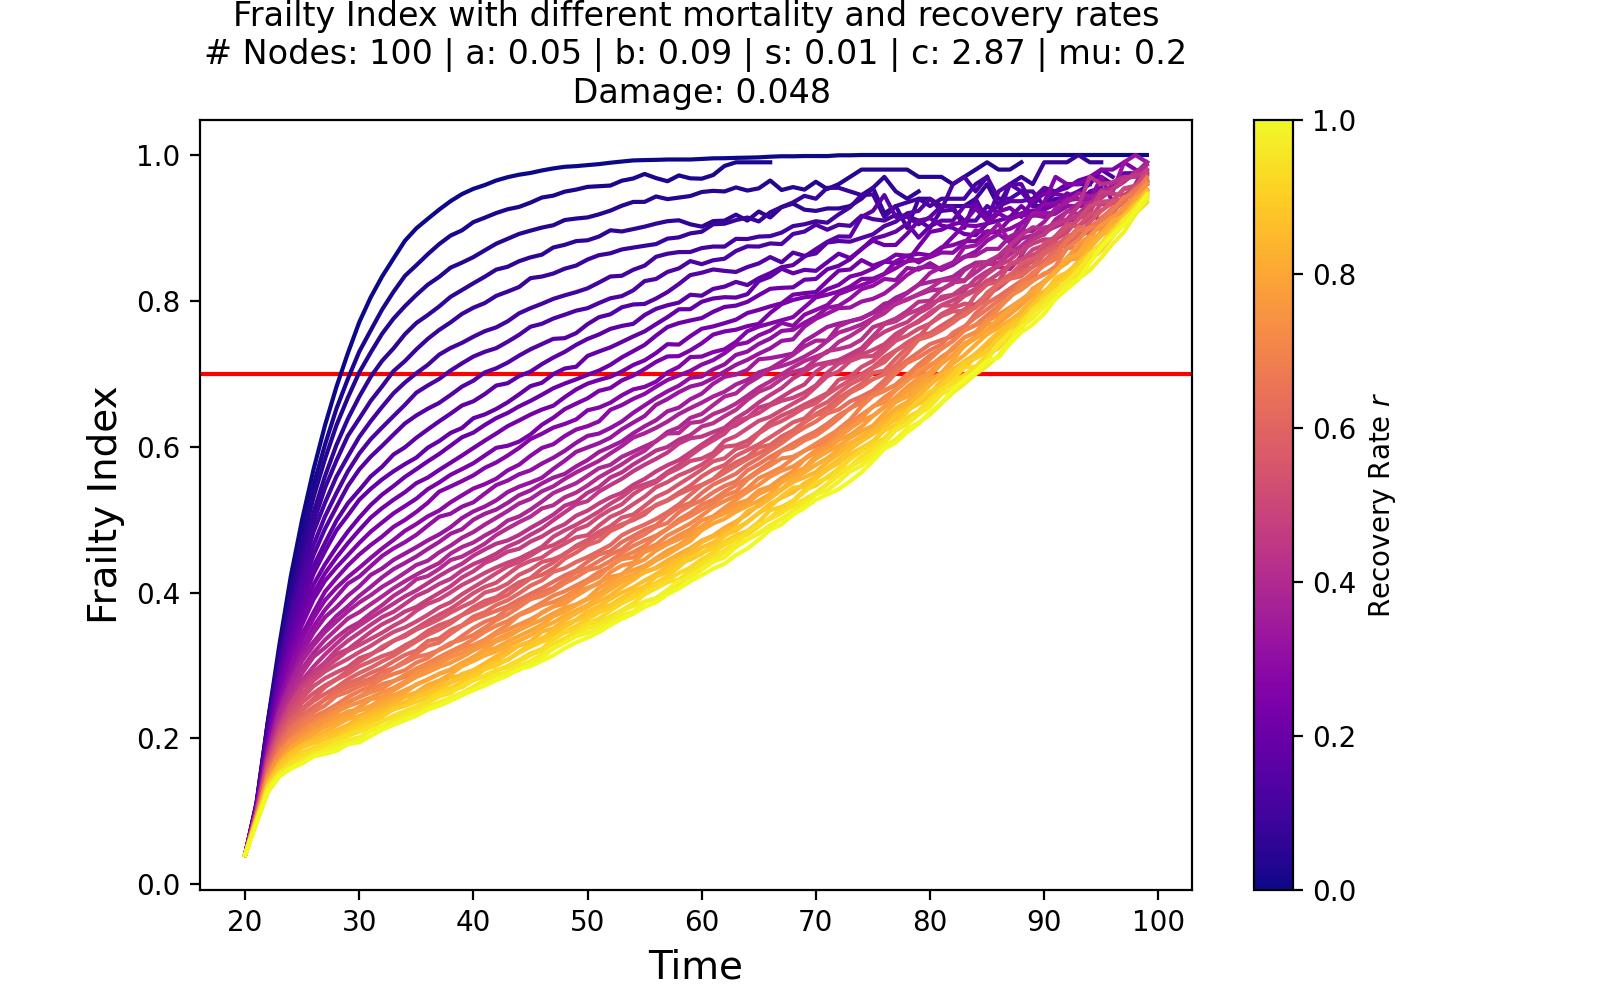 Frailty Index with different mortality and recovery rates
# Nodes: 100 | a: 0.05 | b: 0.09 | s: 0.01 | c: 2.87 | mu: 0.2
Damage: 0.048
1.0
0.8
0.6
0.4
0.2
0.0
Frailty Index
20 30 40 50 60 70 80 90 100
Time
1.0
0.8
0.6
0.4
0.2
0.0
Recovery Rate r